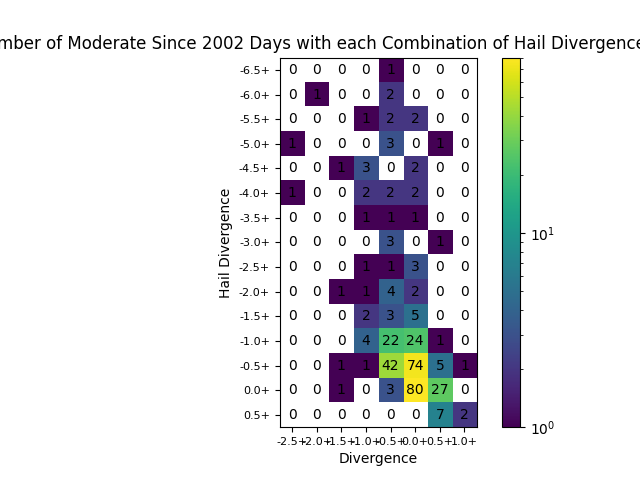 mber of Moderate Since 2002 Days with each Combination of Hail Divergence
-6.5+ 0 0 0 0 1 0 0 0
-6.0+ 0 1 0 0 2 0 0 0
-5.5+ 0 0 0 1 2 2 0 0
-5.0+ 1 0 0 0 3 0 1 0
-4.5+ 0 0 1 3 0 2 0 0
-4.0+ 1 0 0 2 2 2 0 0
-3.5+ 0 0 0 1 1 1 0 0
-3.0+ 0 0 0 0 3 0 1 0
-2.5+ 0 0 0 1 1 3 0 0
-2.0+ 0 0 1 1 4 2 0 0
-1.5+ 0 0 0 2 3 5 0 0
-1.0+ 0 0 0 4 22 24 1 0
-0.5+ 0 0 1 1 42 74 5 1
0.0+ 0 0 1 0 3 80 27 0
0.5+ 0 0 0 0 0 0 7 2
-2.5+ -2.0+ -1.5+ -1.0+ -0.5+ 0.0+ 0.5+ 1.0+
Divergence
Hail Divergence
10^1
10^0